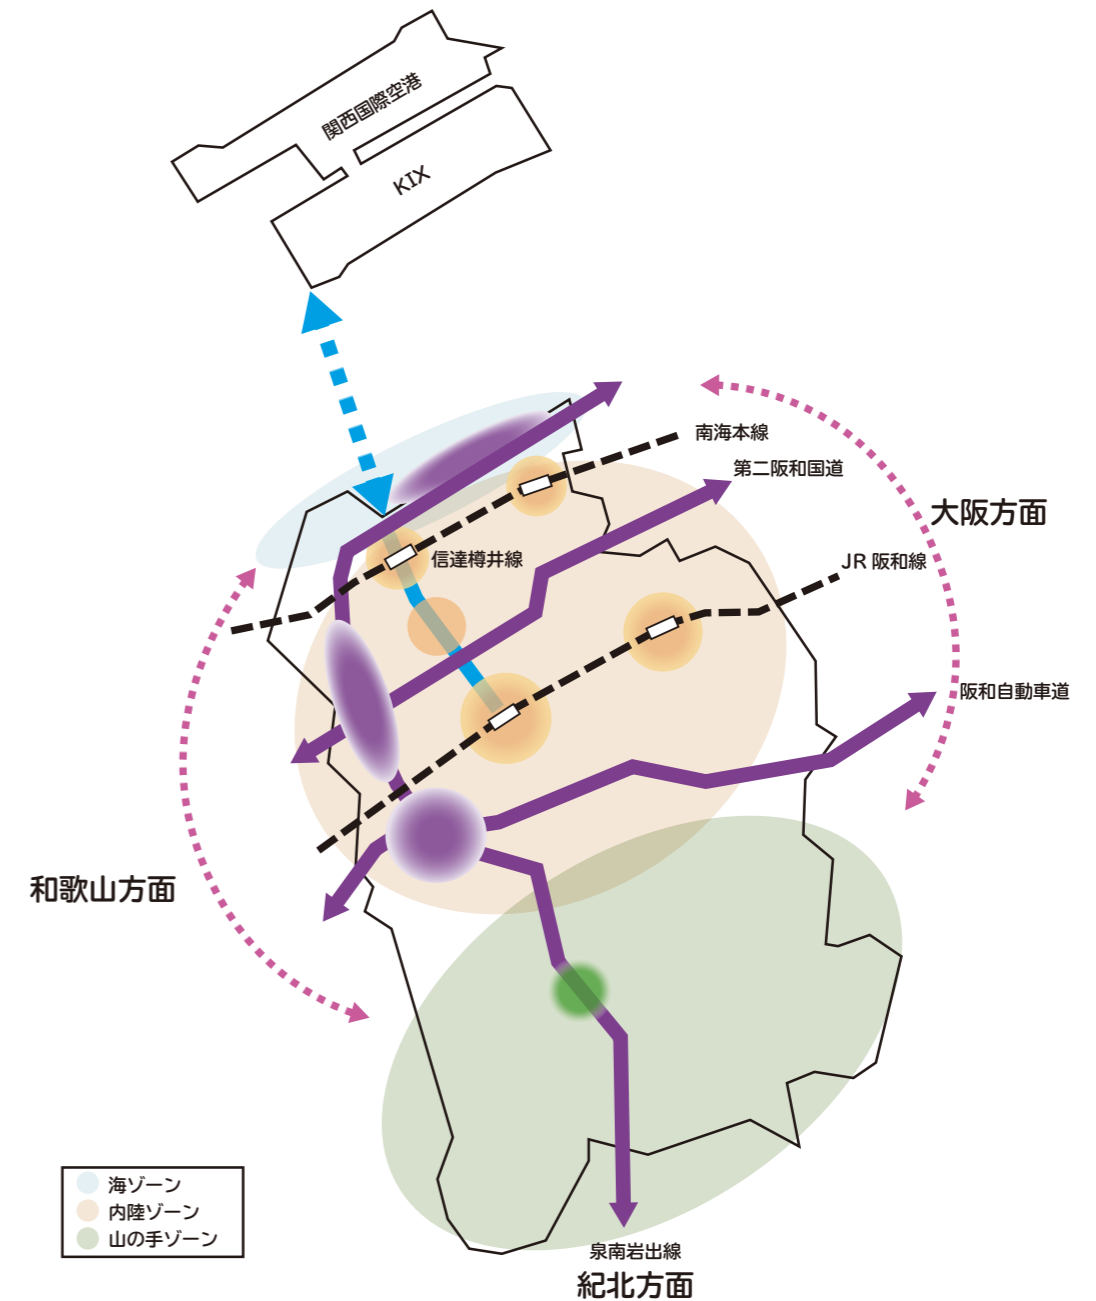 関西国際空港
KIX
南海本線
第二阪和国道
大阪方面
信達樽井線
JR 阪和線
阪和自動車道
和歌山方面
海ゾーン
内陸ゾーン
山の手ゾーン
泉南岩出線
紀北方面